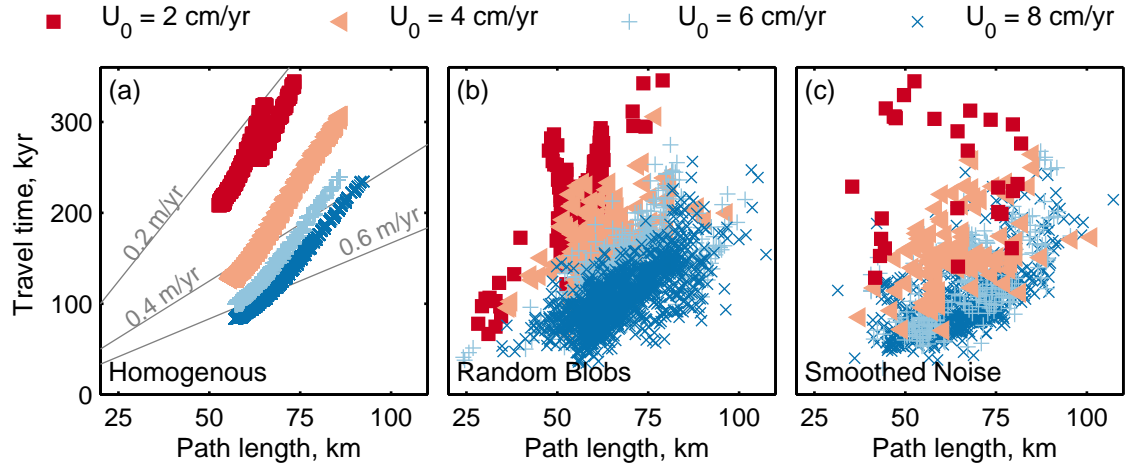 U0 = 2 cm/yr U0 = 4 cm/yr U0 = 6 cm/yr U0 = 8 cm/yr
(a) (b) (c)
300
200
100
0
Travel time, kyr
0.2 m/yr
0.4 m/yr
0.6 m/yr
Homogenous Random Blobs Smoothed Noise
25 50 75 100 25 50 75 100 25 50 75 100
Path length, km Path length, km Path length, km